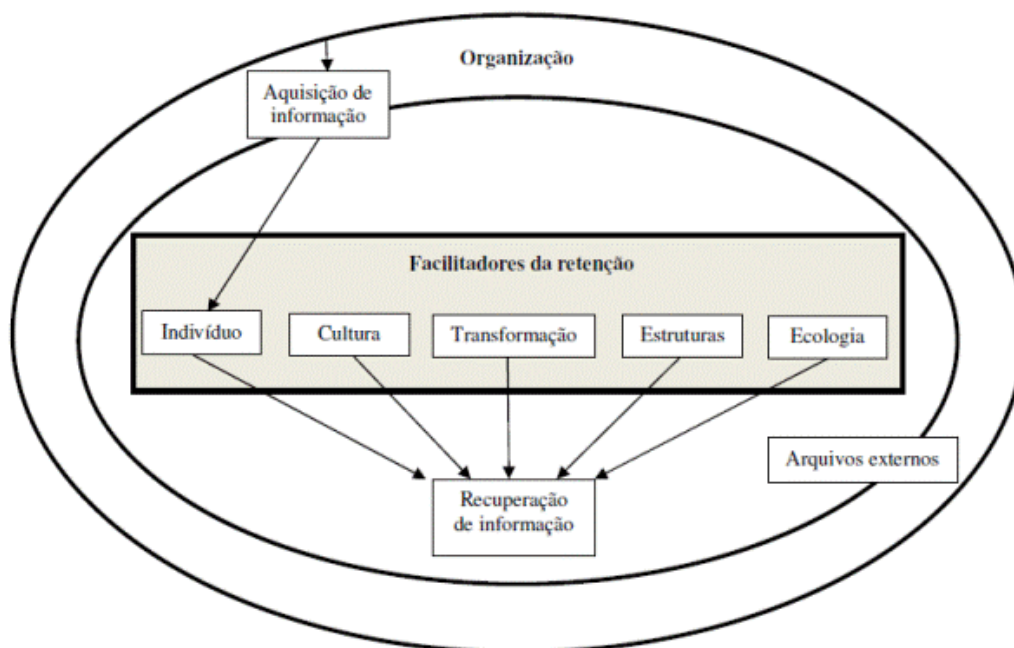 Organização
Aquisição de
informação
Facilitadores da retenção
Indivíduo
Cultura
Transformação
Estruturas
Ecologia
Arquivos externos
Recuperação
de informação